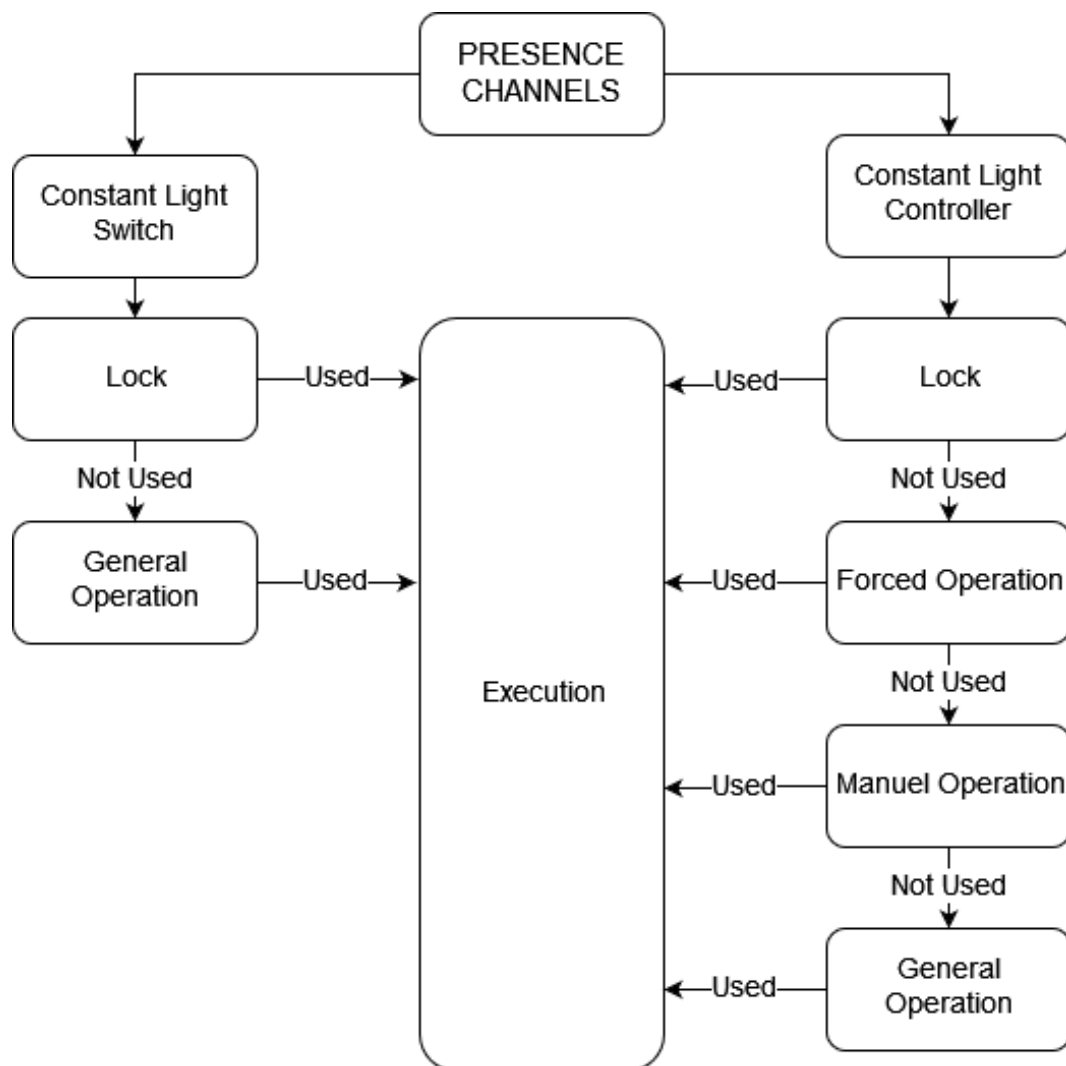 PRESENCE
CHANNELS
Constant Light
Switch
Constant Light
Controller
Lock
Used
Used
Lock
Not Used
Not Used
General
Operation
Used
Used
Forced Operation
Execution
Not Used
Used
Manuel Operation
Not Used
Used
General
Operation